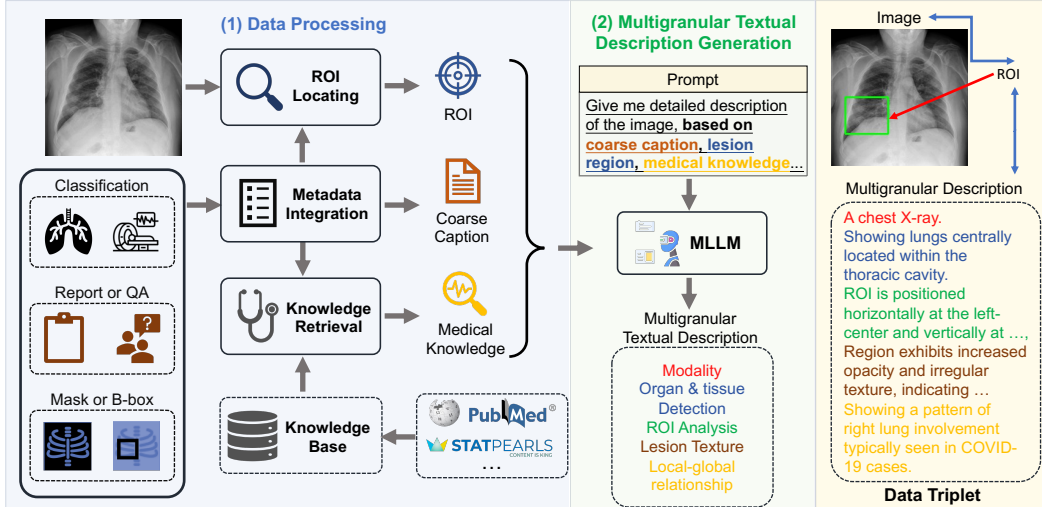 (1) Data Processing
ROI
Locating
ROI
Classification
Metadata
Integration
Coarse
Caption
Report or QA
Knowledge
Retrieval
Medical
Knowledge
Mask or B-box
Knowledge
Base
PubMed®
STATPEARLS
CONTENT IS KING
...
(2) Multigranular Textual
Description Generation
Prompt
Give me detailed description
of the image, based on
coarse caption, lesion
region, medical knowledge...
MLLM
Multigranular
Textual Description
Modality
Organ & tissue
Detection
ROI Analysis
Lesion Texture
Local-global
relationship
Image
ROI
Multigranular Description
A chest X-ray.
Showing lungs centrally
located within the
thoracic cavity.
ROI is positioned
horizontally at the left-
center and vertically at ...,
Region exhibits increased
opacity and irregular
texture, indicating ...
Showing a pattern of
right lung involvement
typically seen in COVID-
19 cases.
Data Triplet